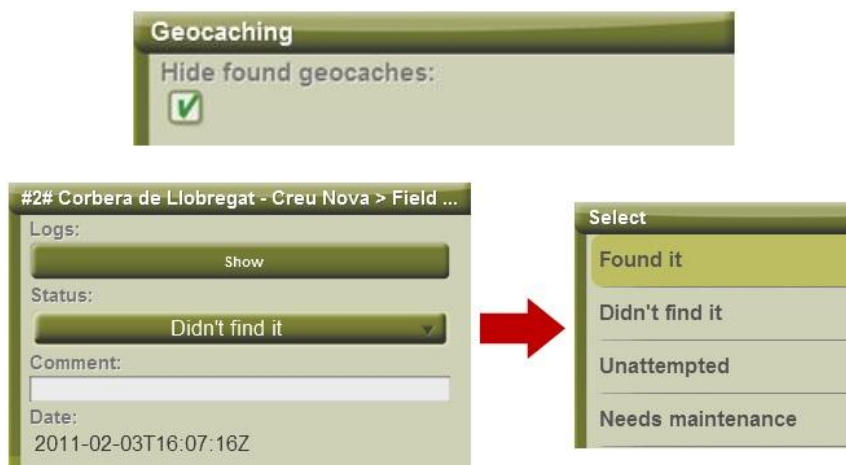 Geocaching
Hide found geocaches:
#2# Corbera de Llobregat - Creu Nova > Field ...
Logs:
Show
Status:
Didn't find it
Comment:
Date:
2011-02-03T16:07:16Z
Select
Found it
Didn't find it
Unattempted
Needs maintenance